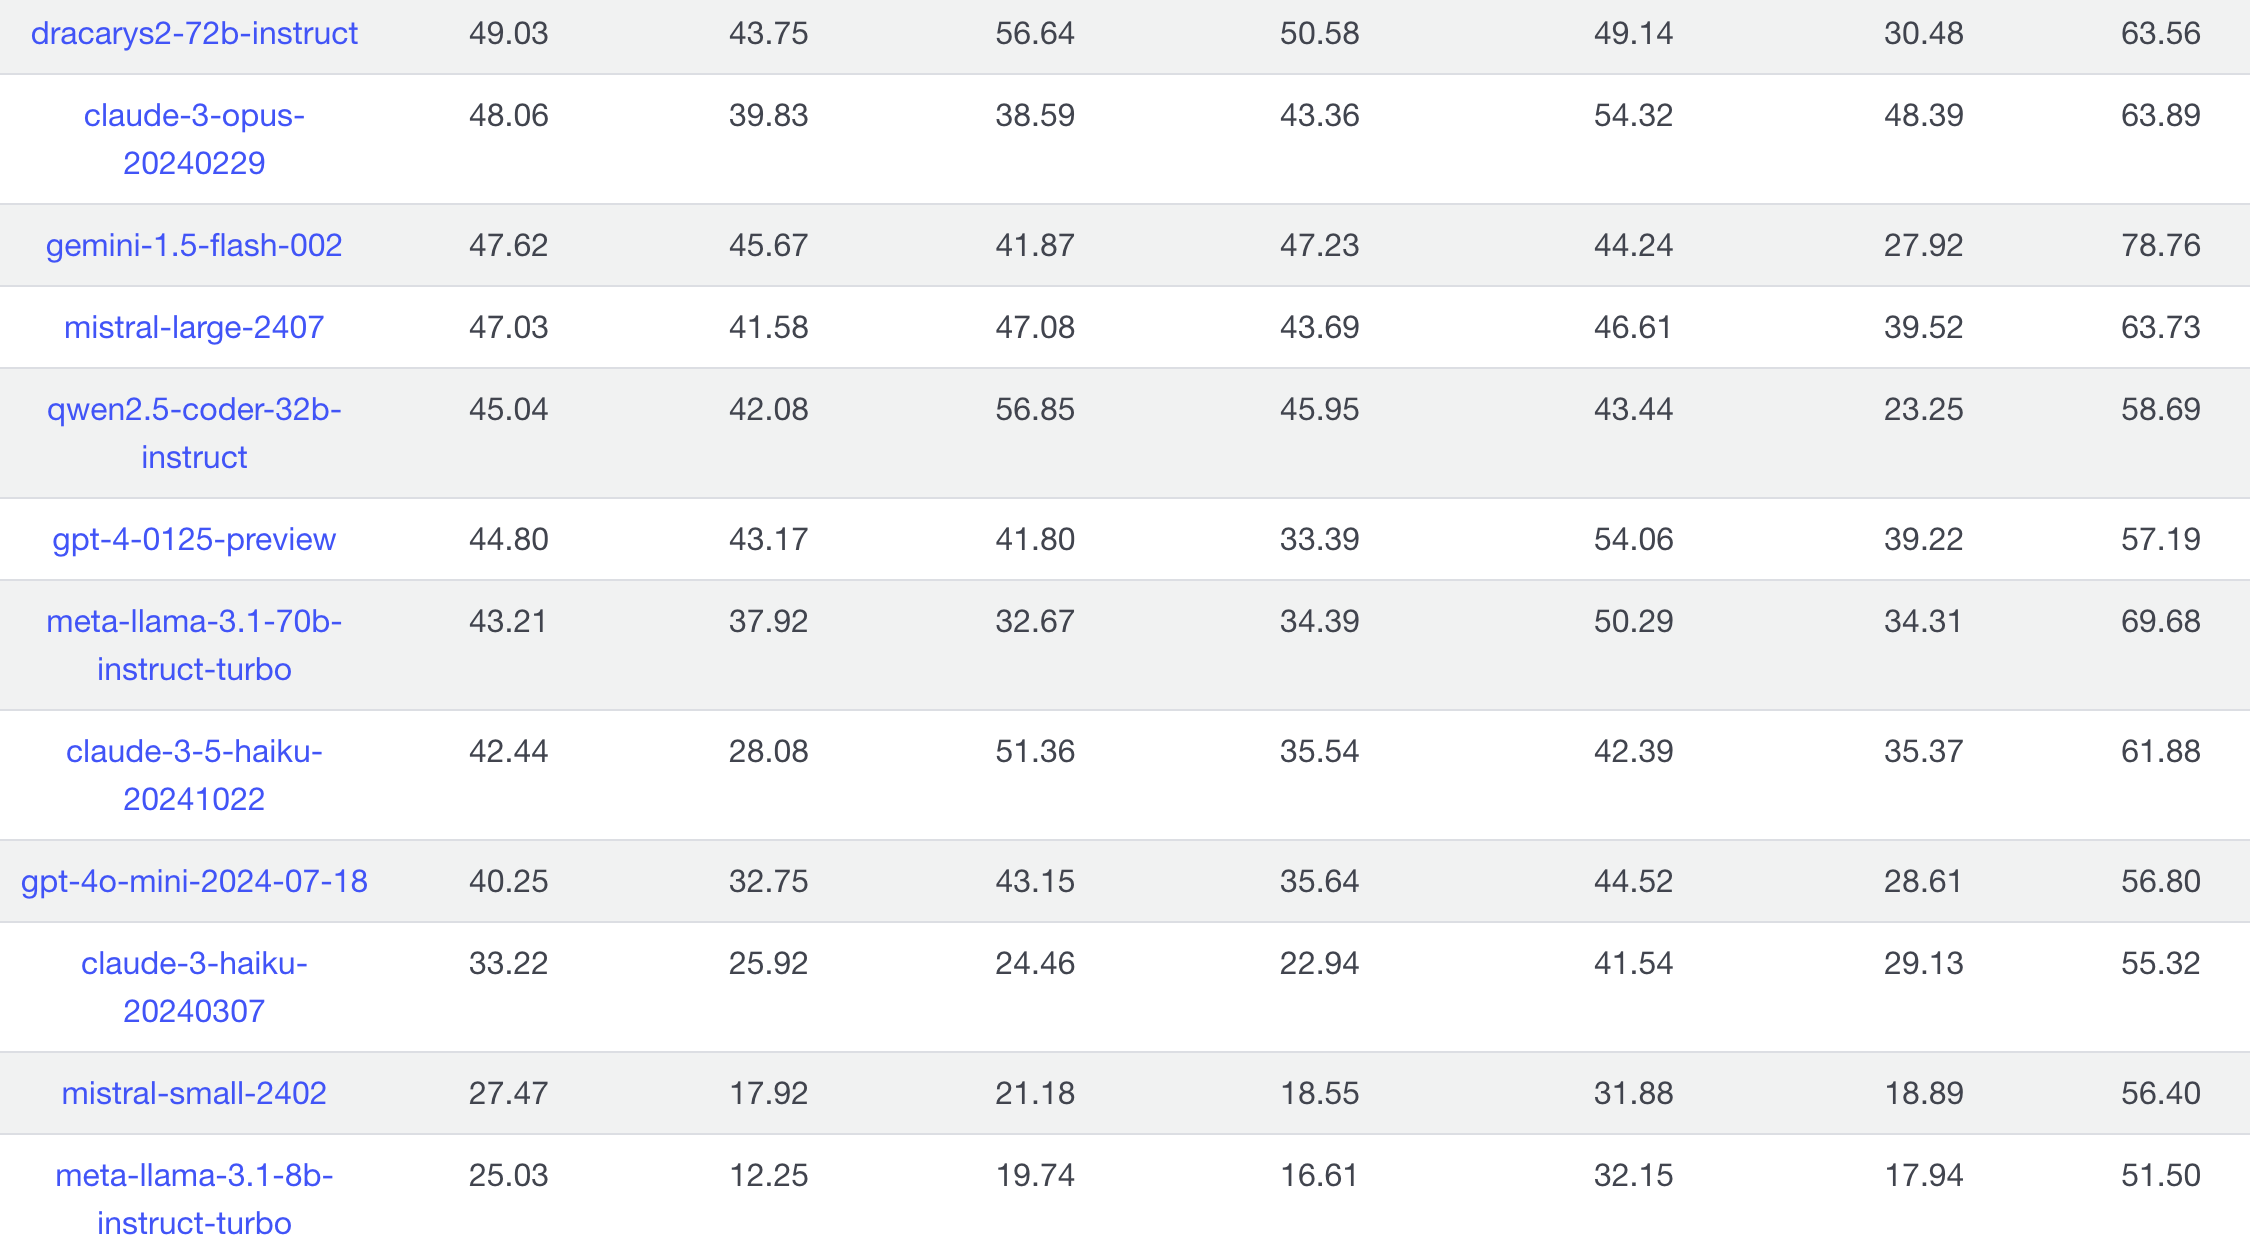 dracarys2-72b-instruct 49.03 43.75 56.64 50.58 49.14 30.48 63.56
claude-3-opus- 48.06 39.83 38.59 43.36 54.32 48.39 63.89
20240229
gemini-1.5-flash-002 47.62 45.67 41.87 47.23 44.24 27.92 78.76
mistral-large-2407 47.03 41.58 47.08 43.69 46.61 39.52 63.73
qwen2.5-coder-32b- 45.04 42.08 56.85 45.95 43.44 23.25 58.69
instruct
gpt-4-0125-preview 44.80 43.17 41.80 33.39 54.06 39.22 57.19
meta-llama-3.1-70b- 43.21 37.92 32.67 34.39 50.29 34.31 69.68
instruct-turbo
claude-3-5-haiku- 42.44 28.08 51.36 35.54 42.39 35.37 61.88
20241022
gpt-4o-mini-2024-07-18 40.25 32.75 43.15 35.64 44.52 28.61 56.80
claude-3-haiku- 33.22 25.92 24.46 22.94 41.54 29.13 55.32
20240307
mistral-small-2402 27.47 17.92 21.18 18.55 31.88 18.89 56.40
meta-llama-3.1-8b- 25.03 12.25 19.74 16.61 32.15 17.94 51.50
instruct-turbo